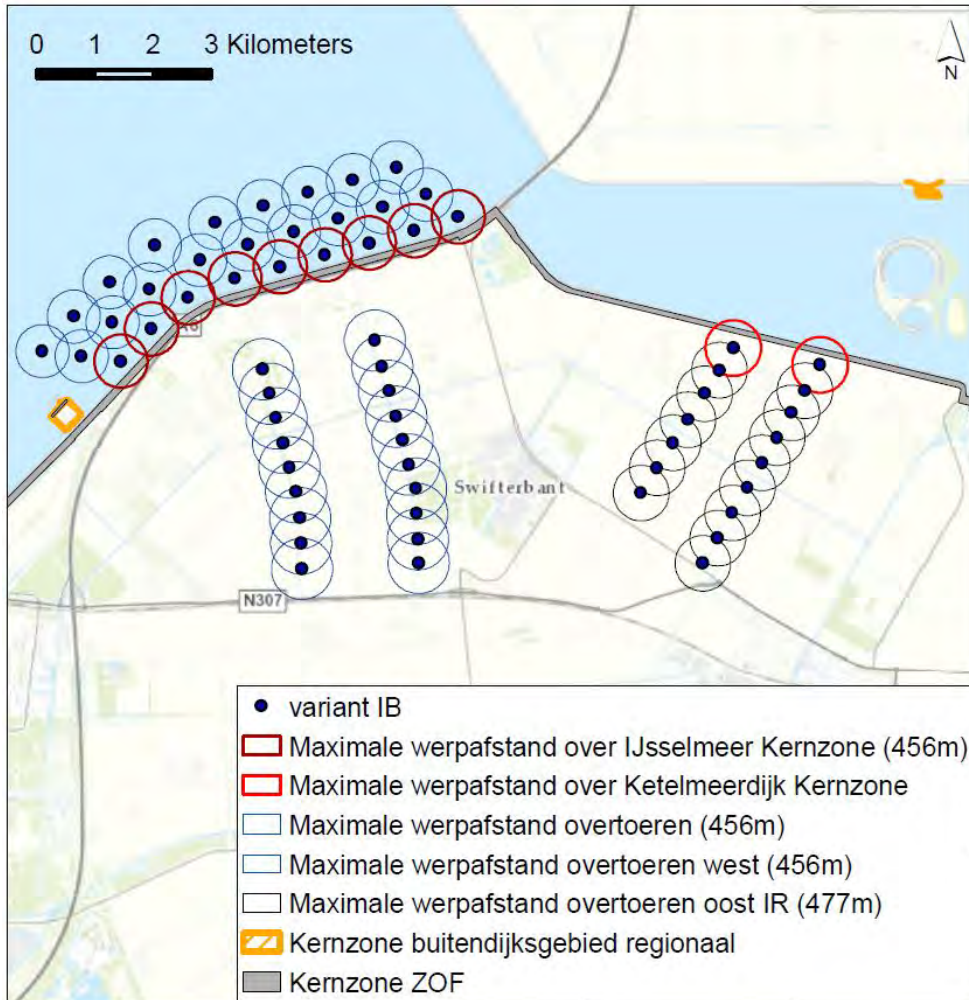 0 1 2 3 Kilometers
N
A6
Swifterbant
N307
variant IB
Maximale werpafstand over IJsselmeer Kernzone (456m)
Maximale werpafstand over Ketelmeerdijk Kernzone
Maximale werpafstand overtoeren (456m)
Maximale werpafstand overtoeren west (456m)
Maximale werpafstand overtoeren oost IR (477m)
Kernzone buitendijksgebied regionaal
Kernzone ZOF